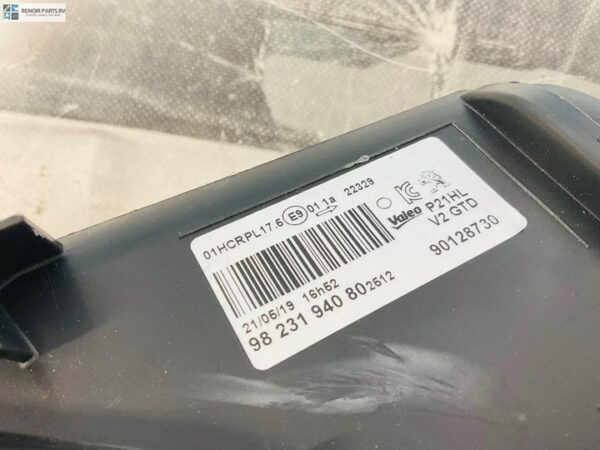 RENOIR PARTS BV
01HCRPL17.5 E9 01 1a 22329
21/05/19 16h52
98 231 940 80 2512
Valeo P21HL
V2 GTD
90128730